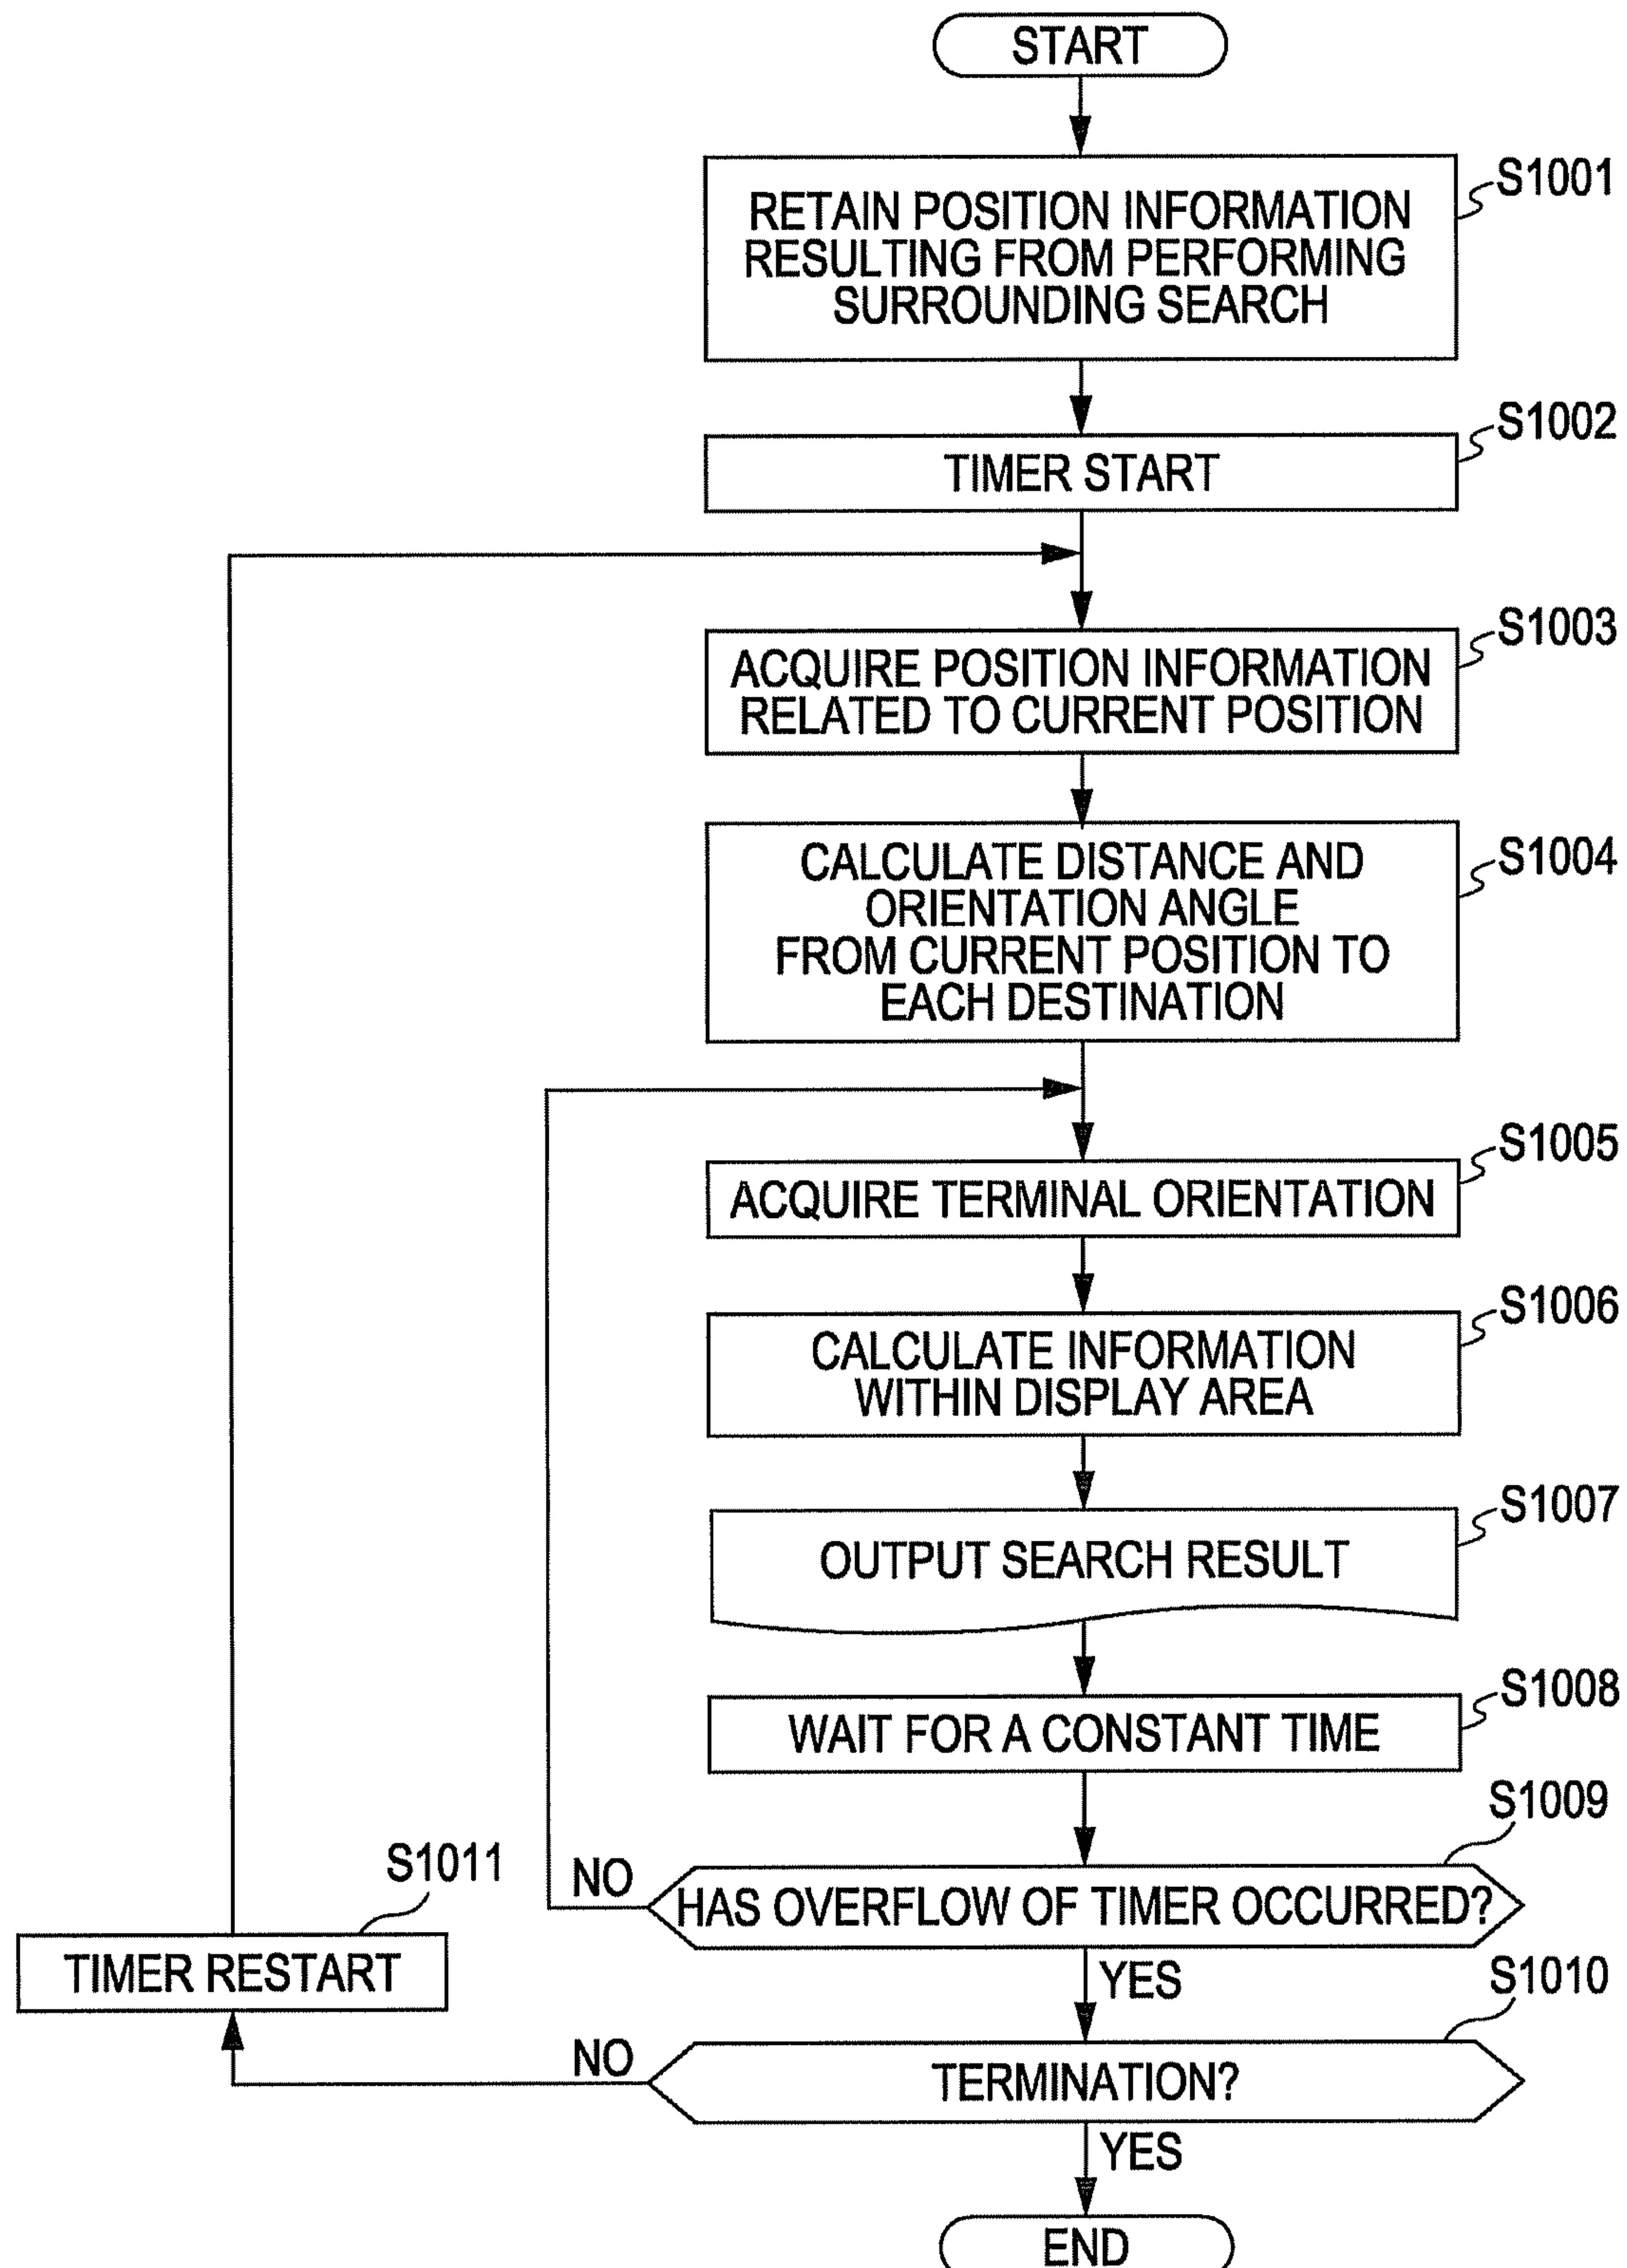 START
S1001
RETAIN POSITION INFORMATION
RESULTING FROM PERFORMING
SURROUNDING SEARCH
S1002
TIMER START
S1003
ACQUIRE POSITION INFORMATION
RELATED TO CURRENT POSITION
S1004
CALCULATE DISTANCE AND
ORIENTATION ANGLE
FROM CURRENT POSITION TO
EACH DESTINATION
S1005
ACQUIRE TERMINAL ORIENTATION
S1006
CALCULATE INFORMATION
WITHIN DISPLAY AREA
S1007
OUTPUT SEARCH RESULT
S1008
WAIT FOR A CONSTANT TIME
S1009
NO
HAS OVERFLOW OF TIMER OCCURRED?
S1011
TIMER RESTART
YES
S1010
NO
TERMINATION?
YES
END